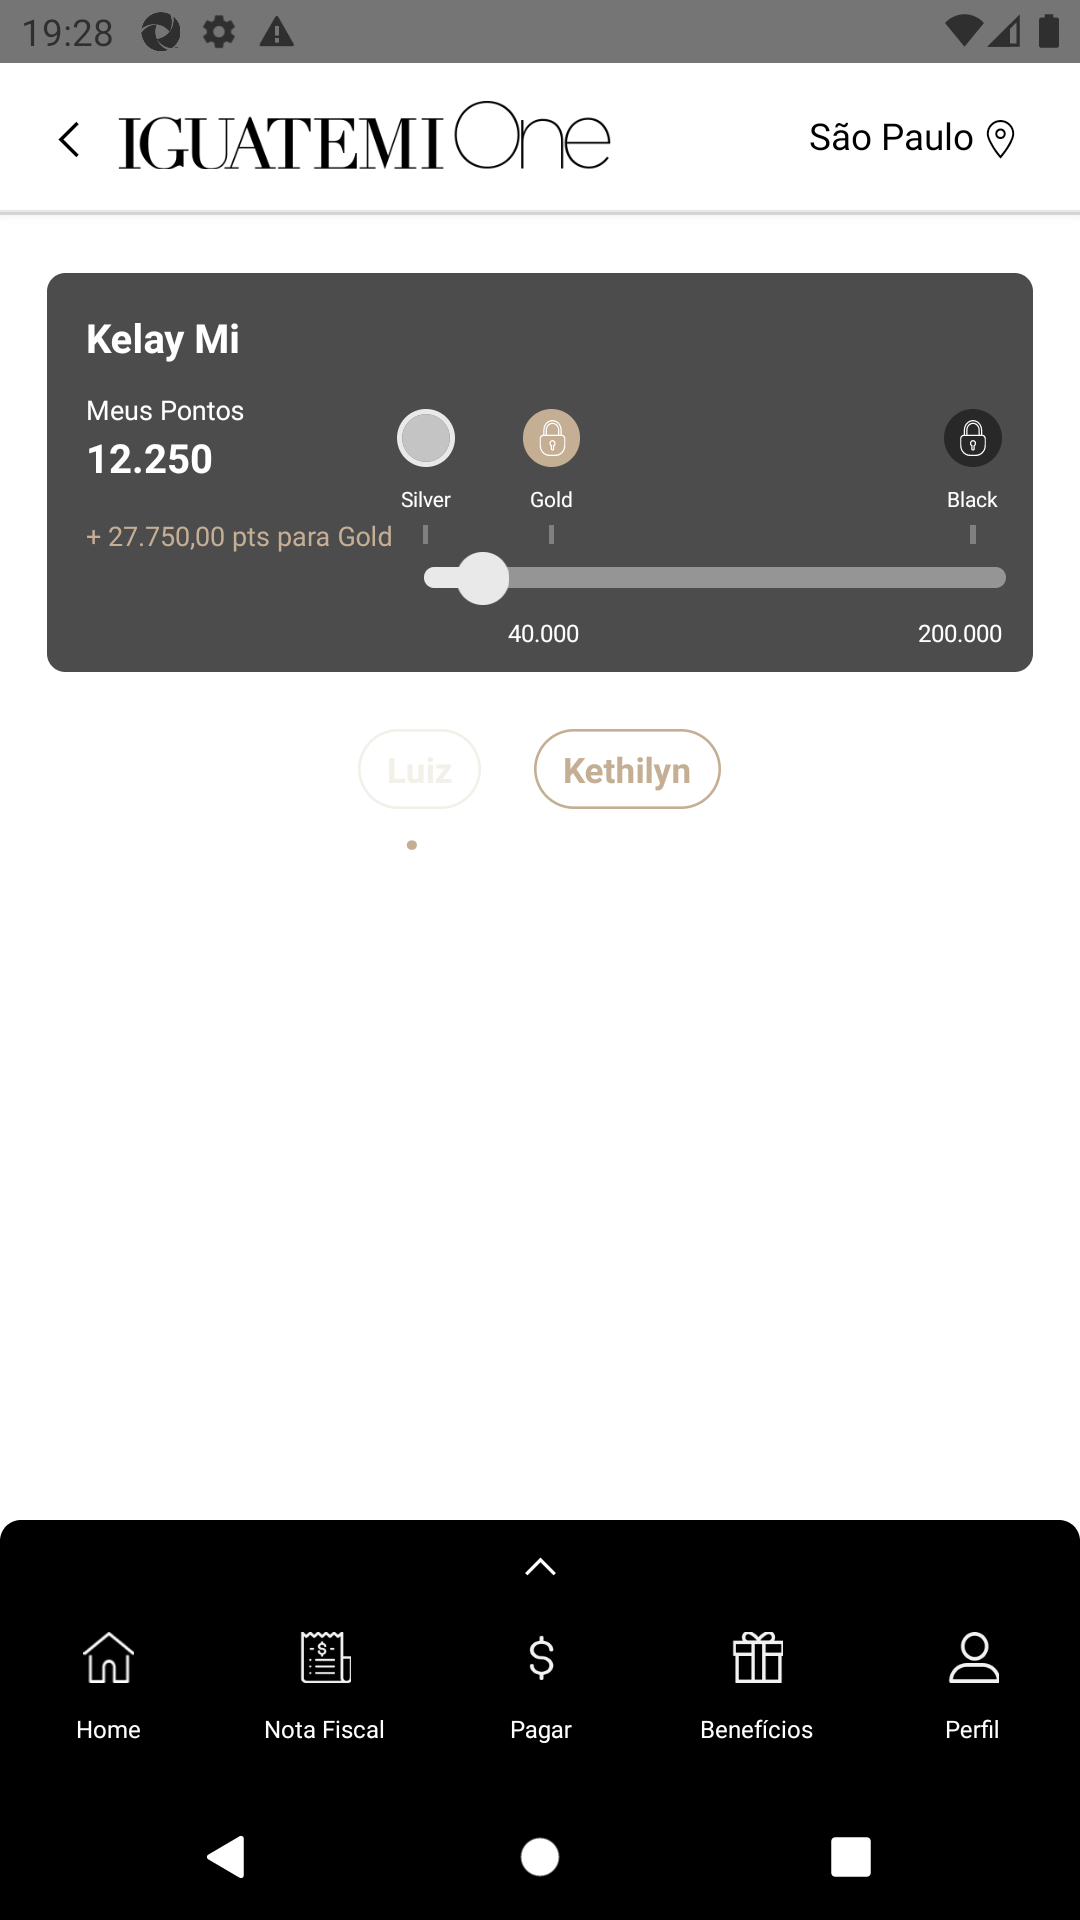 19:28
IGUATEMI One
São Paulo
Kelay Mi
Meus Pontos
12.250
+ 27.750,00 pts para Gold
Silver
Gold
Black
40.000
200.000
Luiz
Kethilyn
Home
Nota Fiscal
Pagar
Benefícios
Perfil